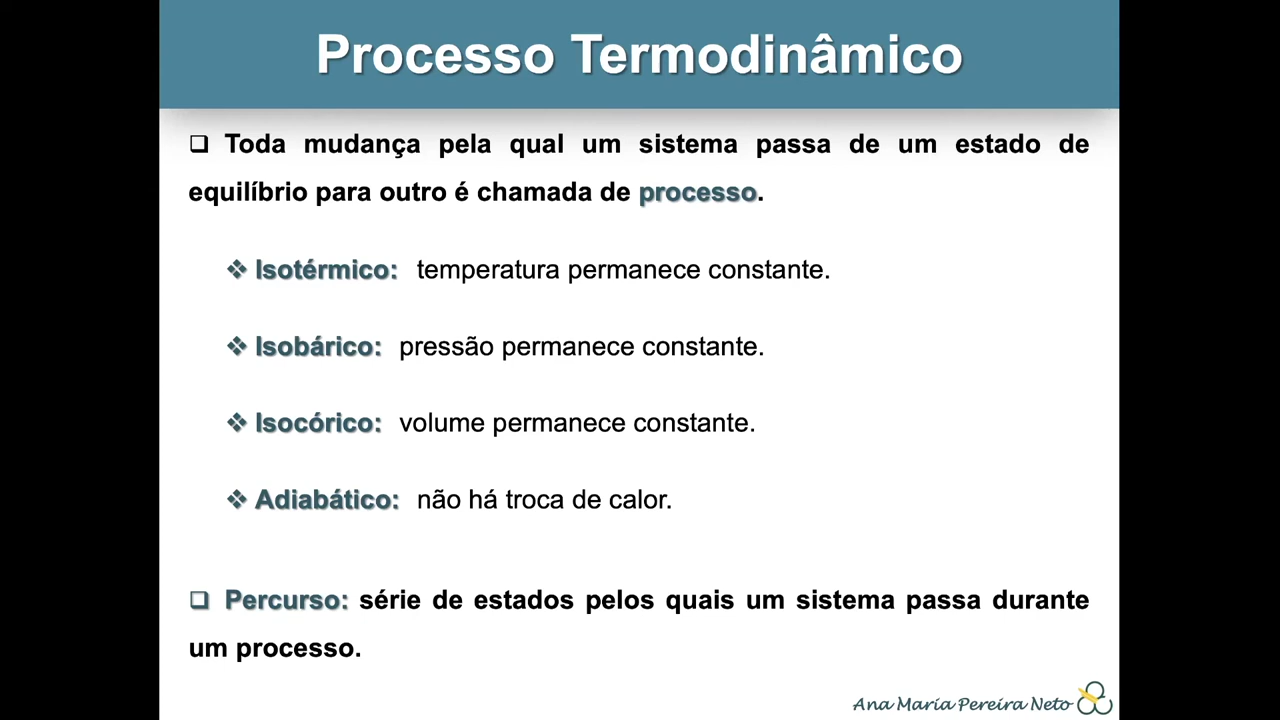 Processo Termodinâmico
❑ Toda mudança pela qual um sistema passa de um estado de
equilíbrio para outro é chamada de processo.
❖ Isotérmico: temperatura permanece constante.
❖ Isobárico: pressão permanece constante.
❖ Isocórico: volume permanece constante.
❖ Adiabático: não há troca de calor.
❑ Percurso: série de estados pelos quais um sistema passa durante
um processo.
Ana Maria Pereira Neto